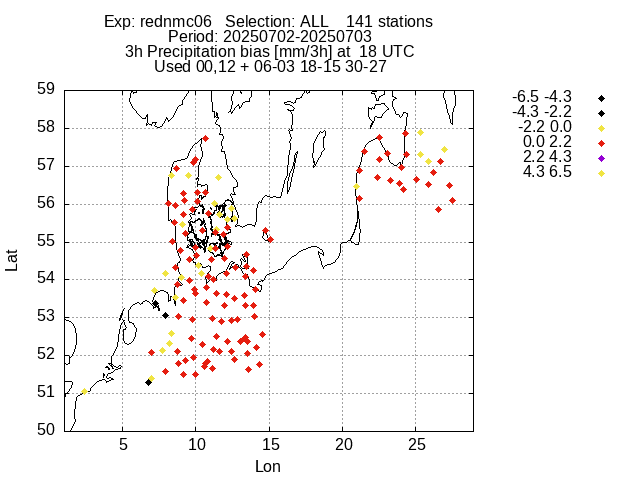 Exp: rednmc06 Selection: ALL 141 stations
Period: 20250702-20250703
3h Precipitation bias [mm/3h] at 18 UTC
Used 00,12 + 06-03 18-15 30-27
-6.5 -4.3
-4.3 -2.2
-2.2 0.0
0.0 2.2
2.2 4.3
4.3 6.5
59
58
57
56
55
54
53
52
51
50
Lat
5 10 15 20 25
Lon